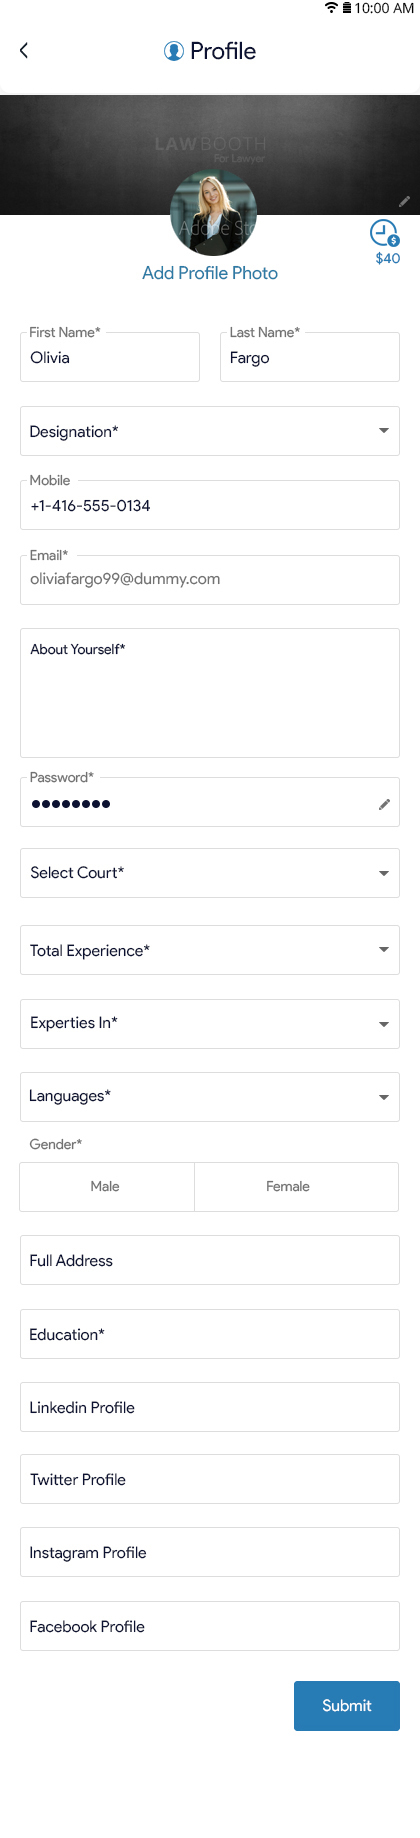 10:00 AM
Profile
LAWBOOTH
For Lawyer
Adobe Sto
$
$40
Add Profile Photo
First Name*
Olivia
Last Name*
Fargo
Designation*
Mobile
+1-416-555-0134
Email*
oliviafargo99@dummy.com
About Yourself*
Password*
Select Court*
Total Experience*
Experties In*
Languages*
Gender*
Male
Female
Full Address
Education*
Linkedin Profile
Twitter Profile
Instagram Profile
Facebook Profile
Submit